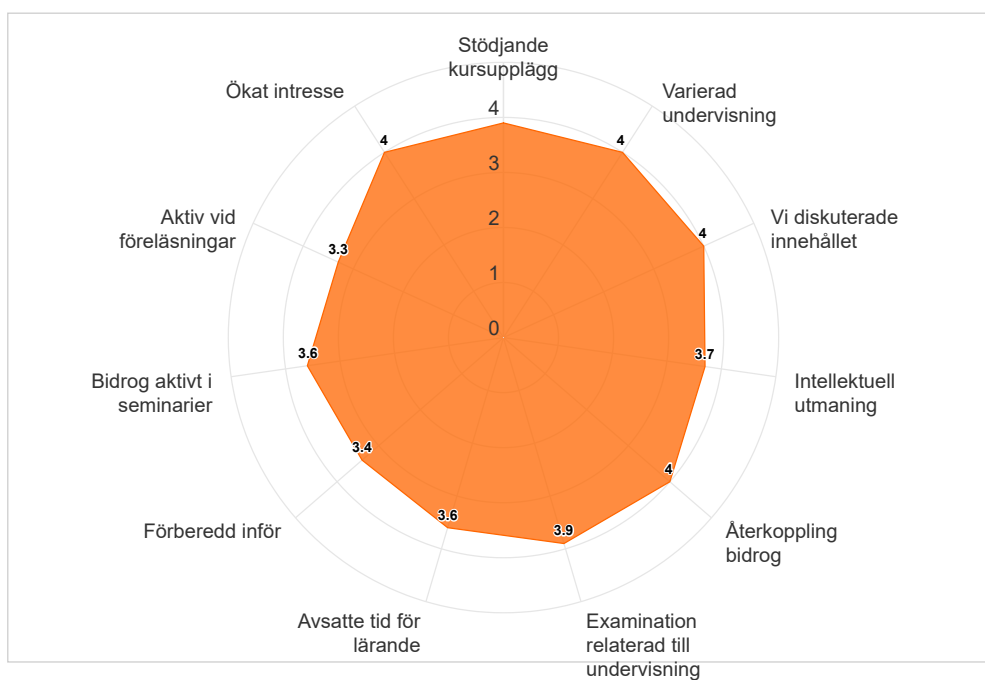 Stödjande
kursupplägg
Ökat intresse
Varierad
undervisning
4
4
4
3
2
1
0
Aktiv vid
föreläsningar
3.3
Vi diskuterade
innehållet
4
Bidrog aktivt i
seminarier
3.6
3.7
Intellektuell
utmaning
Förberedd inför
3.4
4
Återkoppling
bidrog
Avsatte tid för
lärande
3.6
3.9
Examination
relaterad till
undervisning